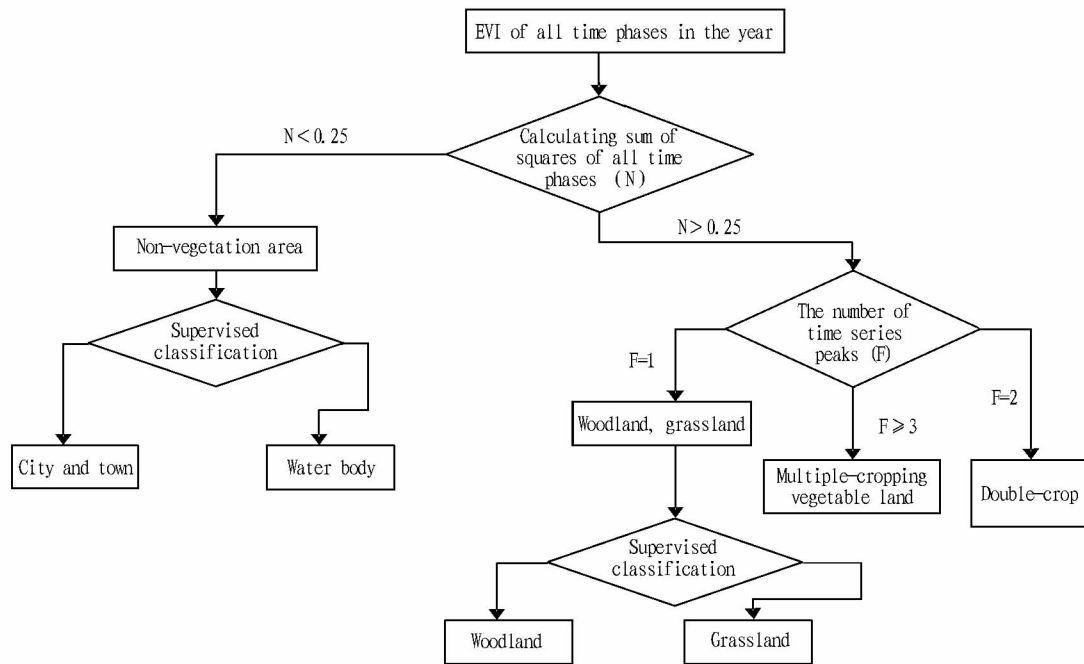 EVI of all time phases in the year
N<0.25
Calculating sum of
squares of all time
phases (N)
N>0.25
Non-vegetation area
Supervised
classification
City and town
Water body
The number of
time series
peaks (F)
F=1
F⩾3
F=2
Woodland, grassland
Multiple-cropping
vegetable land
Double-crop
Supervised
classification
Woodland
Grassland